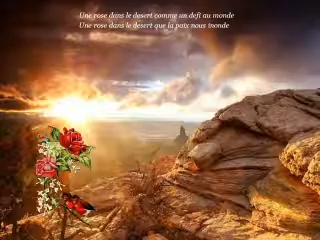 Une rose dans le desert comme un defi au monde
Une rose dans le desert que la paix nous inonde